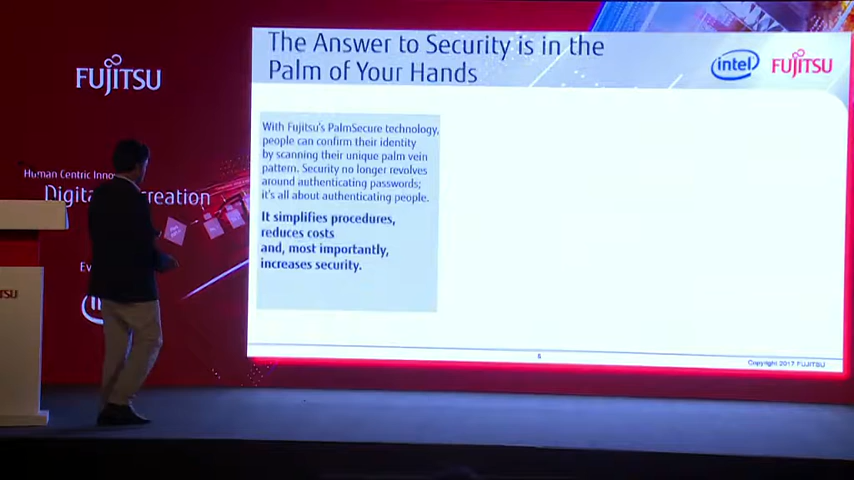 The Answer to Security is in the
Palm of Your Hands
intel
FUJITSU
FUJITSU
With Fujitsu's PalmSecure technology,
people can confirm their identity
by scanning their unique palm vein
pattern. Security no longer revolves
around authenticating passwords;
it's all about authenticating people.
It simplifies procedures,
reduces costs
and, most importantly,
increases security.
Human Centric Inno
Digita reation
6
Copyright 2017 FUJITSU